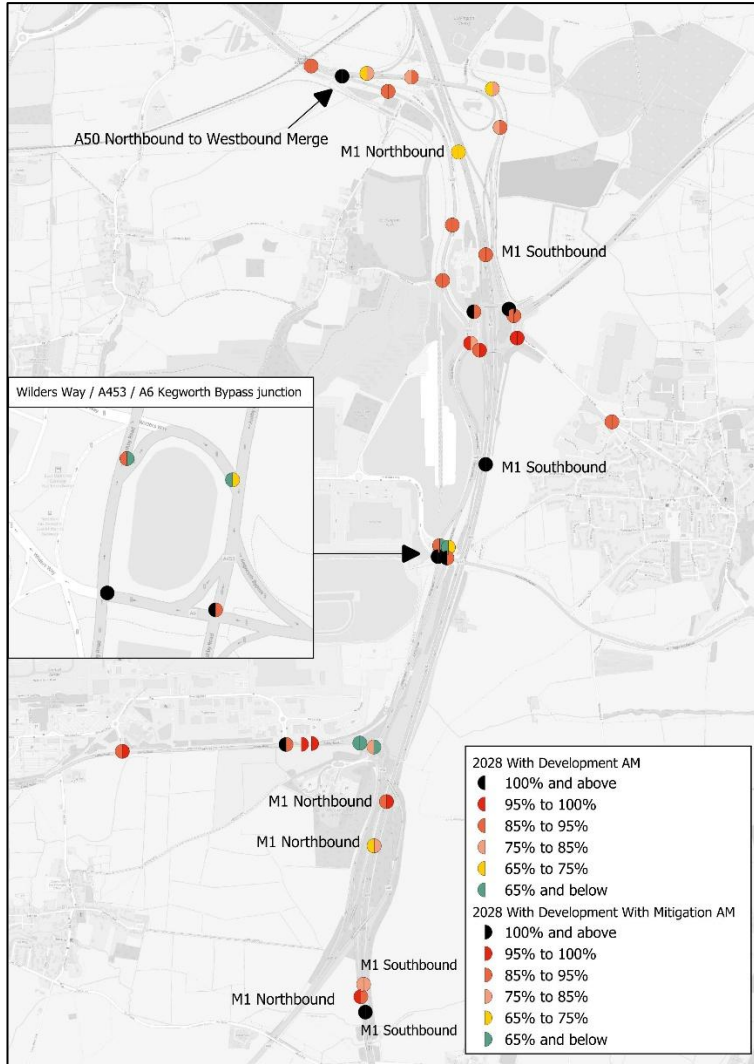 A50 Northbound to Westbound Merge
M1 Northbound
M1 Southbound
Wilders Way / A453 / A6 Kegworth Bypass junction
M1 Southbound
M1 Northbound
M1 Northbound
M1 Southbound
M1 Northbound
M1 Southbound
2028 With Development AM
100% and above
95% to 100%
85% to 95%
75% to 85%
65% to 75%
65% and below
2028 With Development With Mitigation AM
100% and above
95% to 100%
85% to 95%
75% to 85%
65% to 75%
65% and below